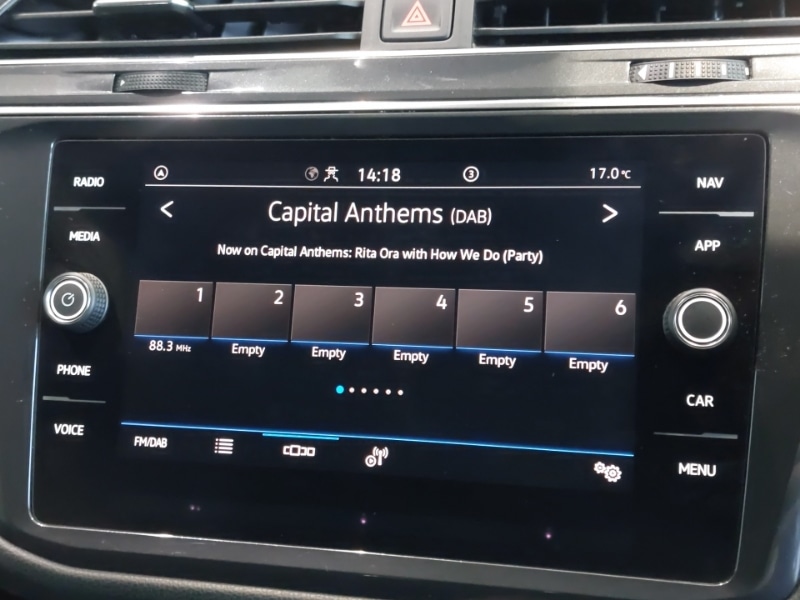 RADIO
MEDIA
PHONE
VOICE
14:18
3
17.0 °C
< Capital Anthems (DAB) >
Now on Capital Anthems: Rita Ora with How We Do (Party)
1 2 3 4 5 6
88.3 MHz Empty Empty Empty Empty Empty
FM/DAB
NAV
APP
CAR
MENU